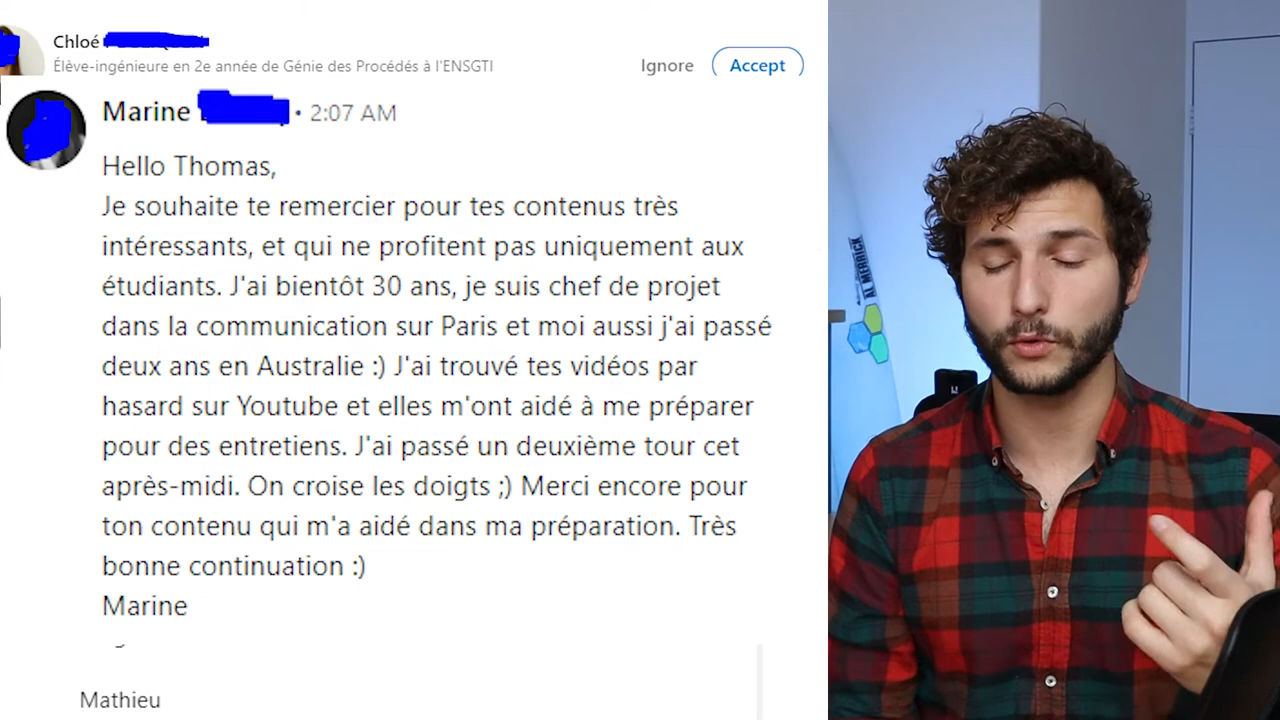 Chloé
Élève-ingénieure en 2e année de Génie des Procédés à l'ENSGTI
Ignore
Accept
Marine • 2:07 AM
Hello Thomas,
Je souhaite te remercier pour tes contenus très
intéressants, et qui ne profitent pas uniquement aux
étudiants. J'ai bientôt 30 ans, je suis chef de projet
dans la communication sur Paris et moi aussi j'ai passé
deux ans en Australie :) J'ai trouvé tes vidéos par
hasard sur Youtube et elles m'ont aidé à me préparer
pour des entretiens. J'ai passé un deuxième tour cet
après-midi. On croise les doigts ;) Merci encore pour
ton contenu qui m'a aidé dans ma préparation. Très
bonne continuation :)
Marine
Mathieu
AL MERRICK